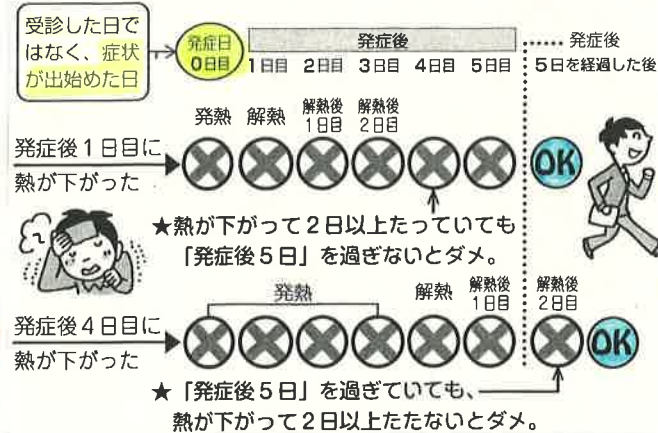 受診した日で
はなく、症状
が出始めた日
発症日
0日目
発症後
1日目 2日目 3日目 4日目 5日目
発症後
5日を経過した後
発熱 解熱 解熱後1日目 解熱後2日目
発症後1日目に
熱が下がった
OK
★熱が下がって2日以上たっていても
「発症後5日」を過ぎないとダメ。
発熱 解熱 解熱後1日目 解熱後2日目
発症後4日目に
熱が下がった
OK
★「発症後5日」を過ぎていても、
熱が下がって2日以上たたないとダメ。